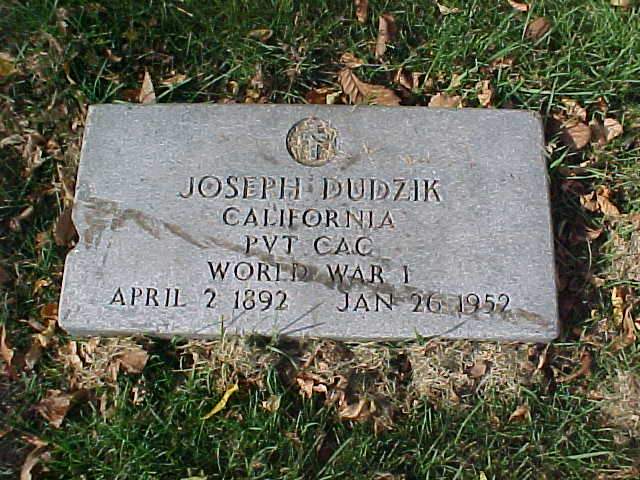 JOSEPH DUDZIK
CALIFORNIA
PVT CAC
WORLD WAR I
APRIL 2 1892 JAN 26 1952